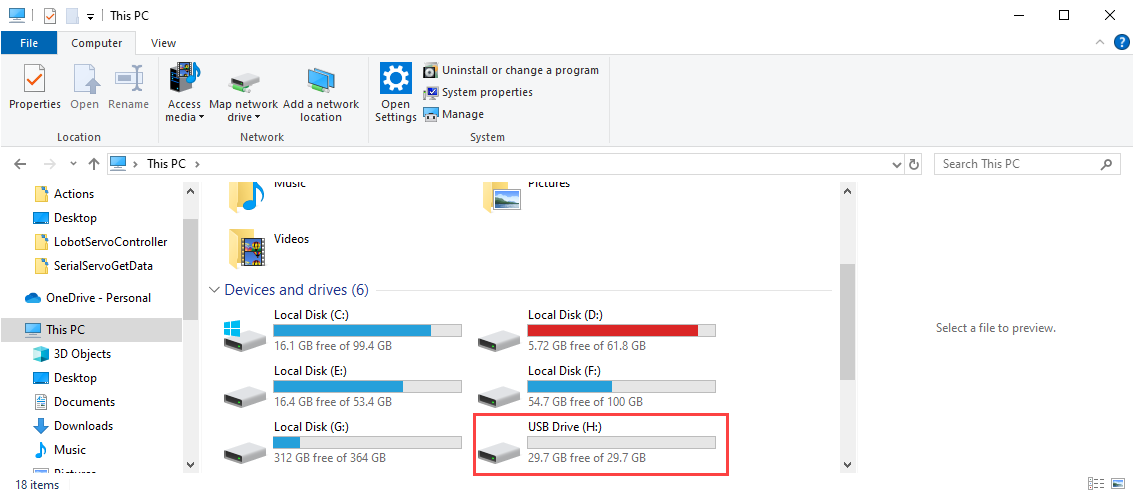 This PC
File
Computer
View
Properties
Open
Rename
Access media
Map network drive
Add a network location
Open Settings
Uninstall or change a program
System properties
Manage
Location
Network
System
This PC
Search This PC
Actions
Desktop
LobotServoController
SerialServoGetData
OneDrive - Personal
This PC
3D Objects
Desktop
Documents
Downloads
Music
Pictures
Music
Pictures
Videos
Devices and drives (6)
Local Disk (C:)
16.1 GB free of 99.4 GB
Local Disk (D:)
5.72 GB free of 61.8 GB
Local Disk (E:)
16.4 GB free of 53.4 GB
Local Disk (F:)
54.7 GB free of 100 GB
Local Disk (G:)
312 GB free of 364 GB
USB Drive (H:)
29.7 GB free of 29.7 GB
Select a file to preview.
18 items